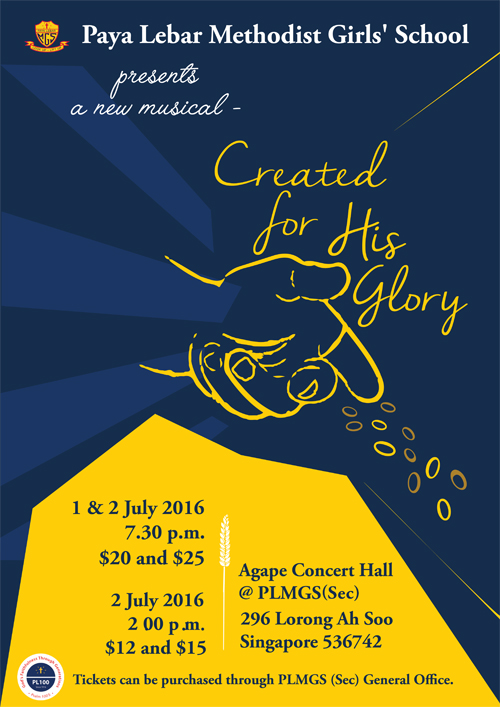 Paya Lebar Methodist Girls' School
presents
a new musical -
Created
for His
Glory
1 & 2 July 2016
7.30 p.m.
$20 and $25
2 July 2016
2 00 p.m.
$12 and $15
Agape Concert Hall
@ PLMGS(Sec)
296 Lorong Ah Soo
Singapore 536742
PL100
Tickets can be purchased through PLMGS (Sec) General Office.